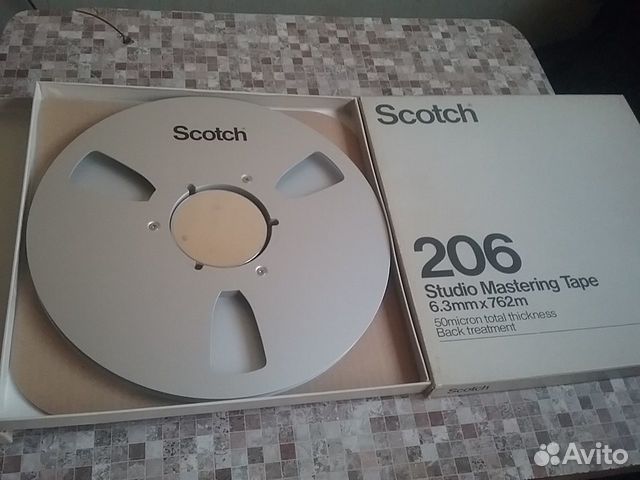 Scotch
Scotch
206
Studio Mastering Tape
6.3mm x 762m
50micron total thickness
Back treatment
Scotch
Avito